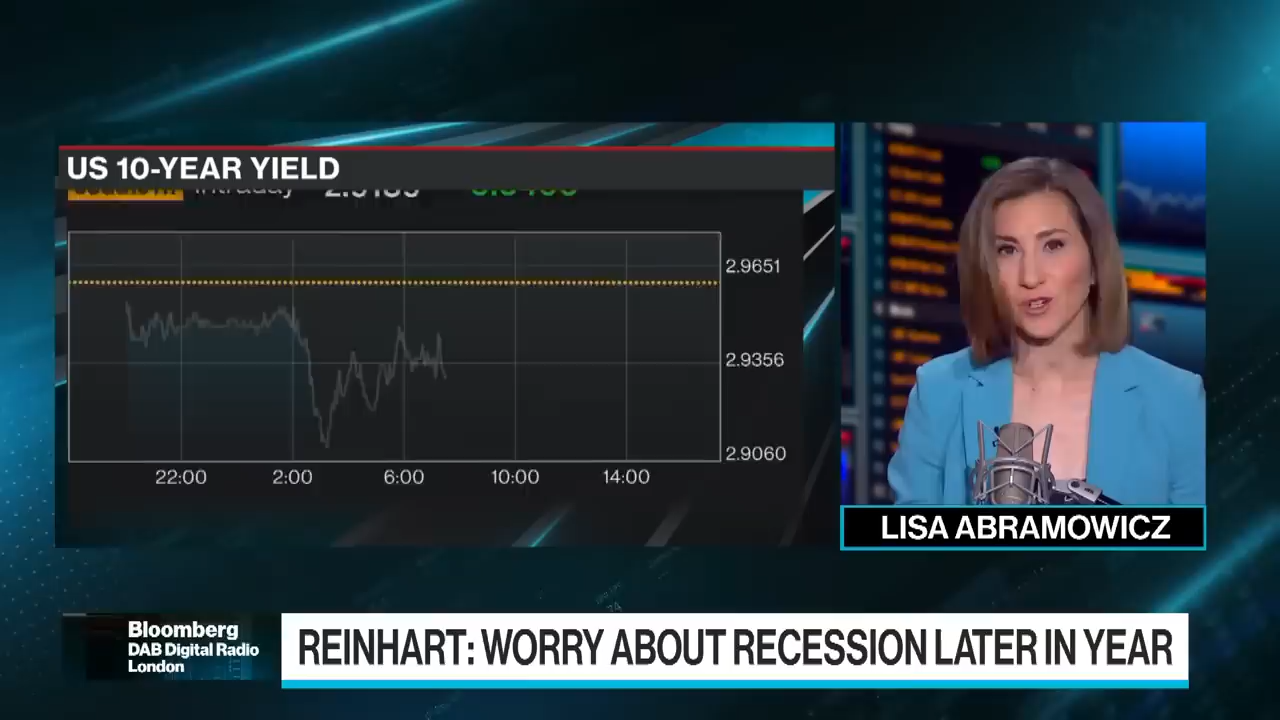 US 10-YEAR YIELD
Intraday
2.9651
2.9356
2.9060
22:00 2:00 6:00 10:00 14:00
LISA ABRAMOWICZ
Bloomberg
DAB Digital Radio
London
REINHART: WORRY ABOUT RECESSION LATER IN YEAR